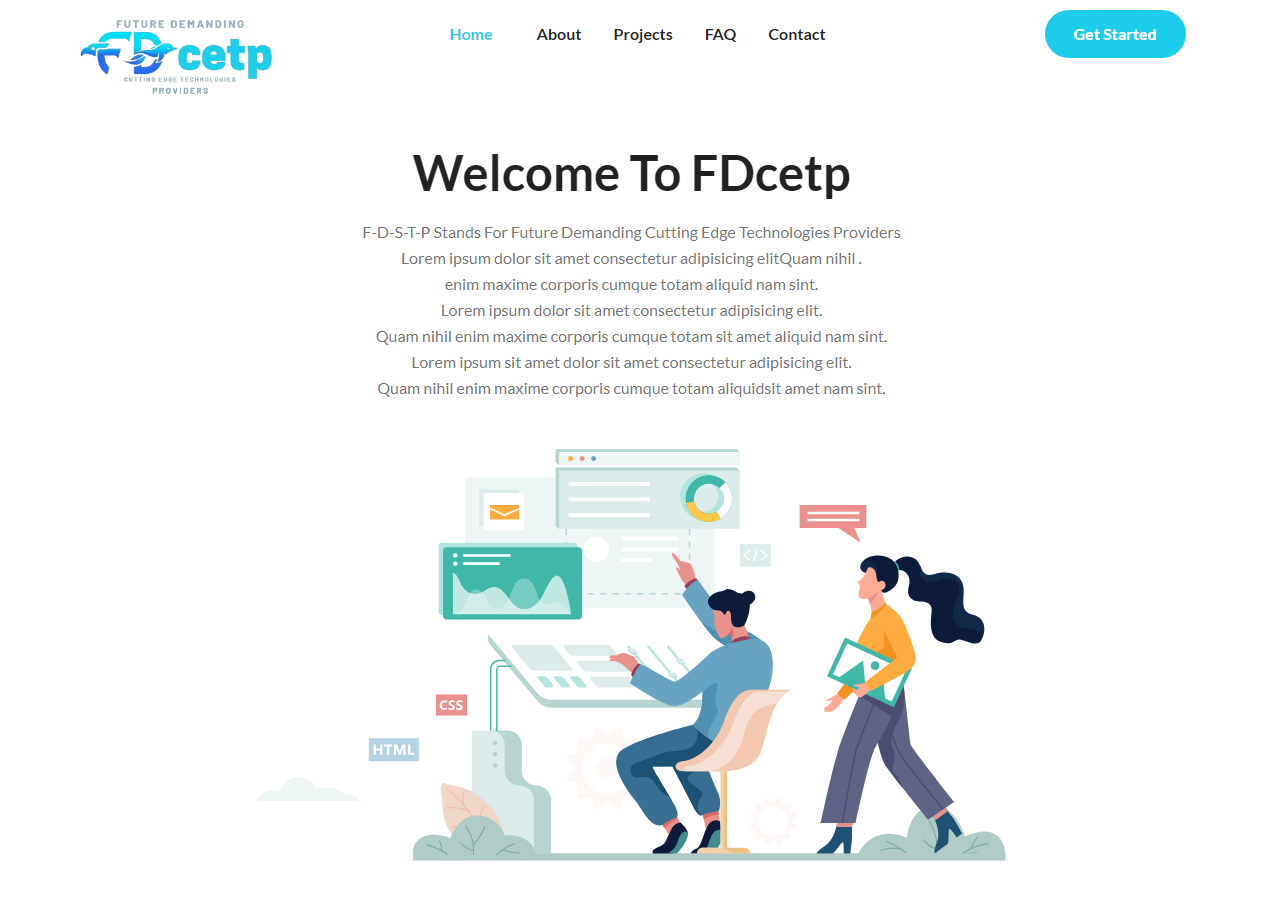 FUTURE DEMANDING
FDcetp
CUTTING EDGE TECHNOLOGIES
PROVIDERS
Home About Projects FAQ Contact
Get Started
Welcome To FDcetp
F-D-S-T-P Stands For Future Demanding Cutting Edge Technologies Providers
Lorem ipsum dolor sit amet consectetur adipisicing elitQuam nihil .
enim maxime corporis cumque totam aliquid nam sint.
Lorem ipsum dolor sit amet consectetur adipisicing elit.
Quam nihil enim maxime corporis cumque totam sit amet aliquid nam sint.
Lorem ipsum sit amet dolor sit amet consectetur adipisicing elit.
Quam nihil enim maxime corporis cumque totam aliquidsit amet nam sint.
</>
CSS
HTML